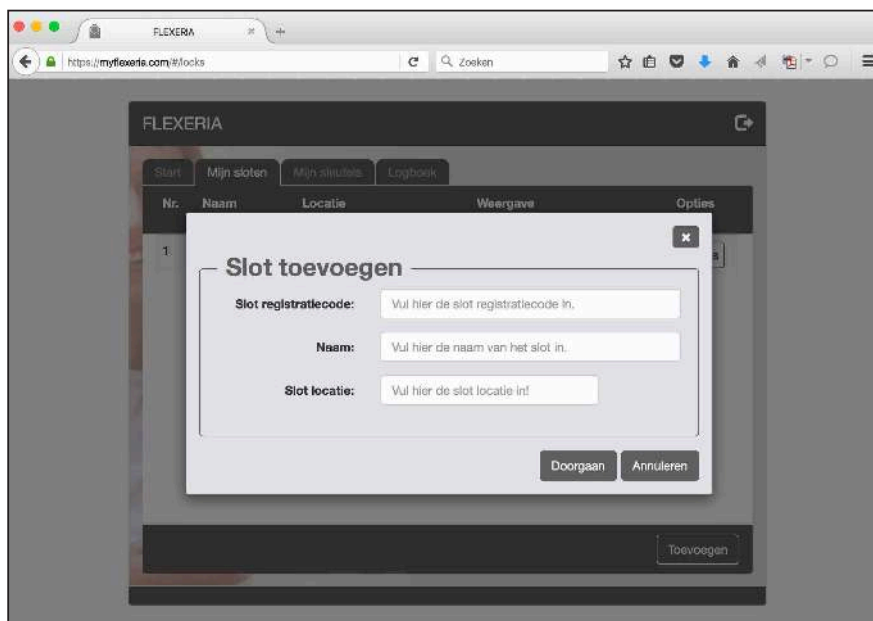 FLEXERIA
https://myflexeria.com/#/locks
Zoeken
FLEXERIA
Start Mijn sloten Mijn sleutels Logboek
Nr. Naam Locatie Weergave Opties
1
Slot toevoegen
Slot registratiecode: Vul hier de slot registratiecode in.
Naam: Vul hier de naam van het slot in.
Slot locatie: Vul hier de slot locatie in!
Doorgaan Annuleren
Toevoegen